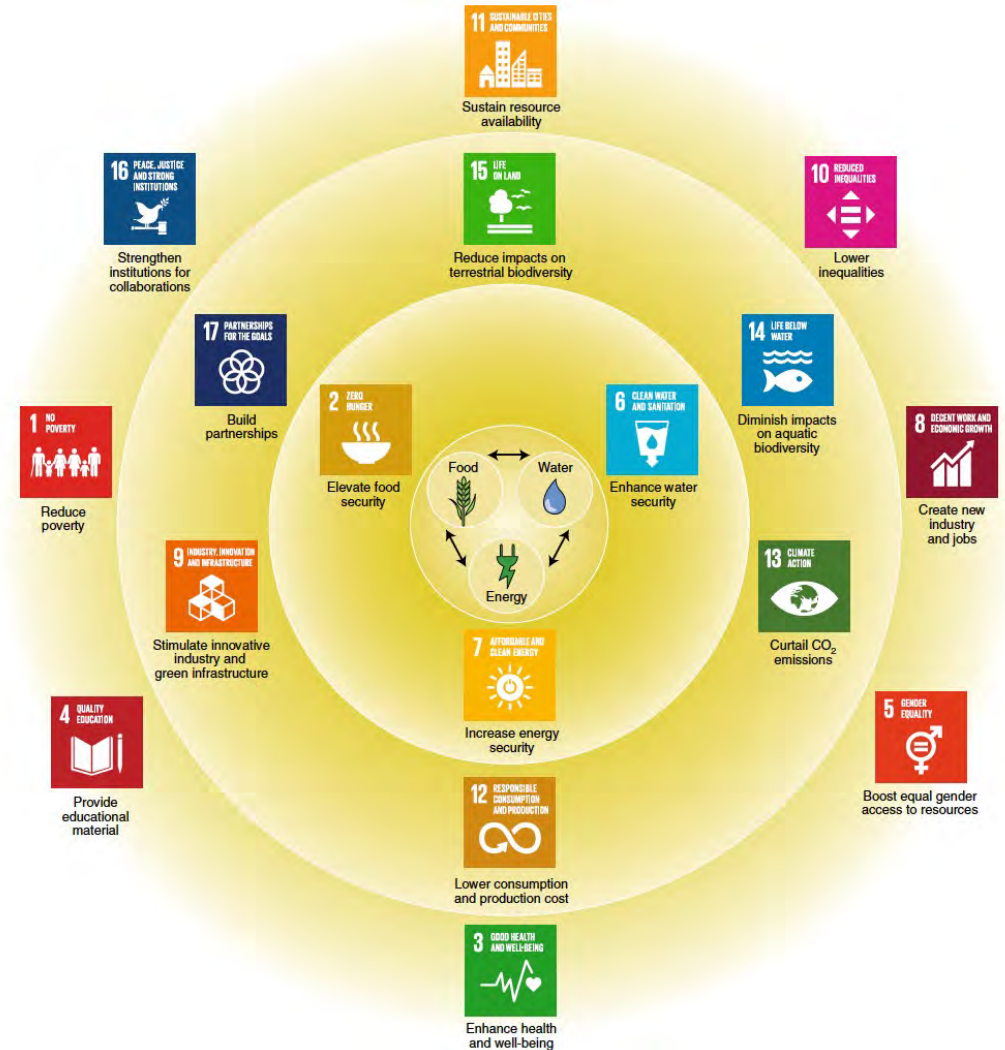 11 SUSTAINABLE CITIES
AND COMMUNITIES
Sustain resource
availability
16 PEACE, JUSTICE
AND STRONG
INSTITUTIONS
Strengthen
institutions for
collaborations
15 LIFE
ON LAND
Reduce impacts on
terrestrial biodiversity
10 REDUCED
INEQUALITIES
Lower
inequalities
17 PARTNERSHIPS
FOR THE GOALS
Build
partnerships
14 LIFE BELOW
WATER
Diminish impacts
on aquatic
biodiversity
2 ZERO
HUNGER
Elevate food
security
6 CLEAN WATER
AND SANITATION
Enhance water
security
1 NO
POVERTY
Reduce
poverty
8 DECENT WORK AND
ECONOMIC GROWTH
Create new
industry
and jobs
Food
Water
Energy
9 INDUSTRY, INNOVATION
AND INFRASTRUCTURE
Stimulate innovative
industry and
green infrastructure
13 CLIMATE
ACTION
Curtail CO₂
emissions
7 AFFORDABLE AND
CLEAN ENERGY
Increase energy
security
4 QUALITY
EDUCATION
Provide
educational
material
5 GENDER
EQUALITY
Boost equal gender
access to resources
12 RESPONSIBLE
CONSUMPTION
AND PRODUCTION
Lower consumption
and production cost
3 GOOD HEALTH
AND WELL-BEING
Enhance health
and well-being